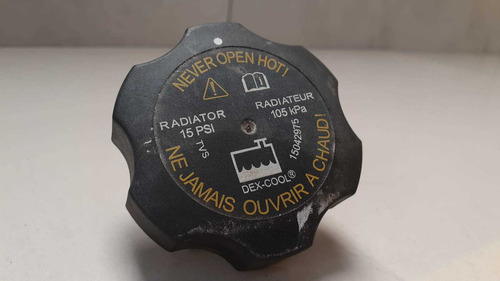 NEVER OPEN HOT!
RADIATOR
15 PSI
TVS
RADIATEUR
105 kPa
15042975
DEX-COOL®
NE JAMAIS OUVRIR A CHAUD!